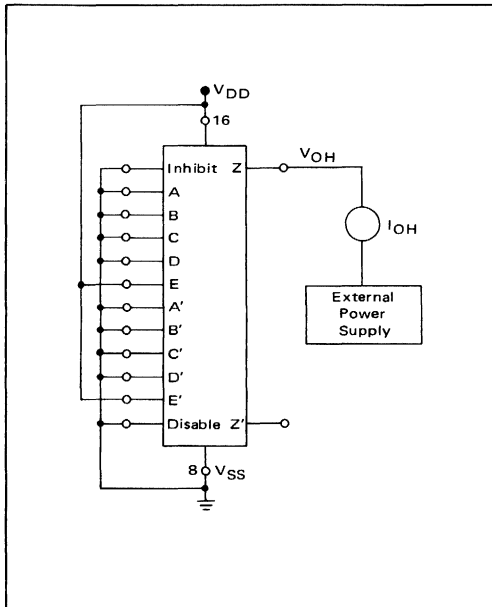 VDD
16
Inhibit Z
VOH
A
B
C
D
E
A'
B'
C'
D'
E'
Disable Z'
IOH
External
Power
Supply
8 VSS